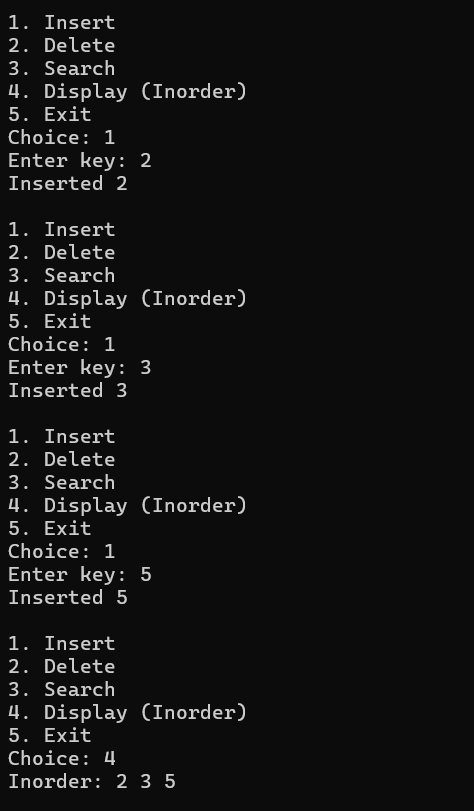 1. Insert
2. Delete
3. Search
4. Display (Inorder)
5. Exit
Choice: 1
Enter key: 2
Inserted 2
1. Insert
2. Delete
3. Search
4. Display (Inorder)
5. Exit
Choice: 1
Enter key: 3
Inserted 3
1. Insert
2. Delete
3. Search
4. Display (Inorder)
5. Exit
Choice: 1
Enter key: 5
Inserted 5
1. Insert
2. Delete
3. Search
4. Display (Inorder)
5. Exit
Choice: 4
Inorder: 2 3 5